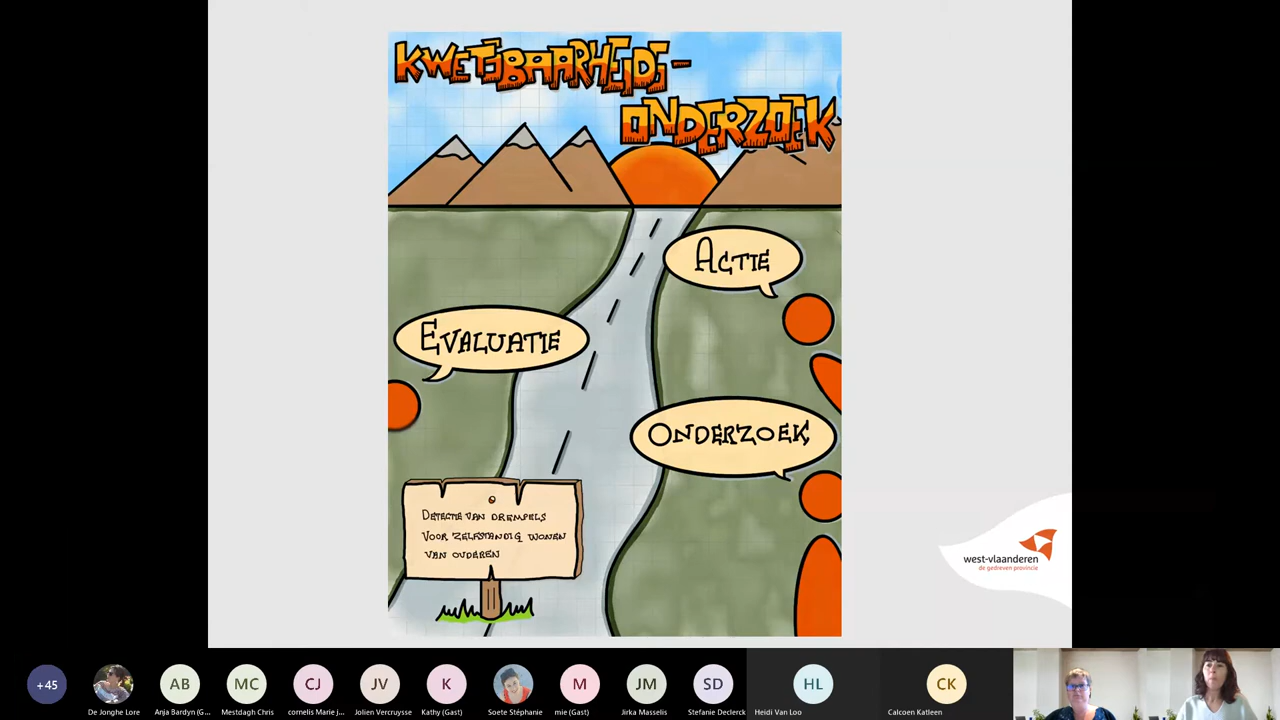 KWETSBAARHEIDS-
ONDERZOEK
ACTIE
EVALUATIE
ONDERZOEK
DETECTIE VAN DREMPELS
VOOR ZELFSTANDIG WONEN
VAN OUDEREN
west-vlaanderen
de gedreven provincie
+45
AB
MC
CJ
JV
K
M
JM
SD
HL
CK
De Jonghe Lore
Anja Bardyn (G...
Mestdagh Chris
cornelis Marie j...
Jolien Vercruysse
Kathy (Gast)
Soete Stéphanie
mie (Gast)
Jirka Masselis
Stefanie Declerck
Heidi Van Loo
Calcoen Katleen